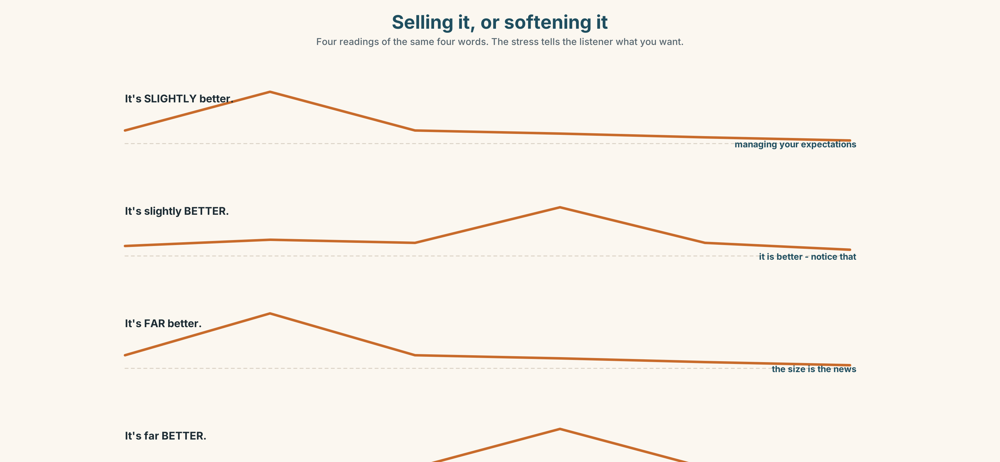 Selling it, or softening it
Four readings of the same four words. The stress tells the listener what you want.
It's SLIGHTLY better.
managing your expectations
It's slightly BETTER.
it is better - notice that
It's FAR better.
the size is the news
It's far BETTER.